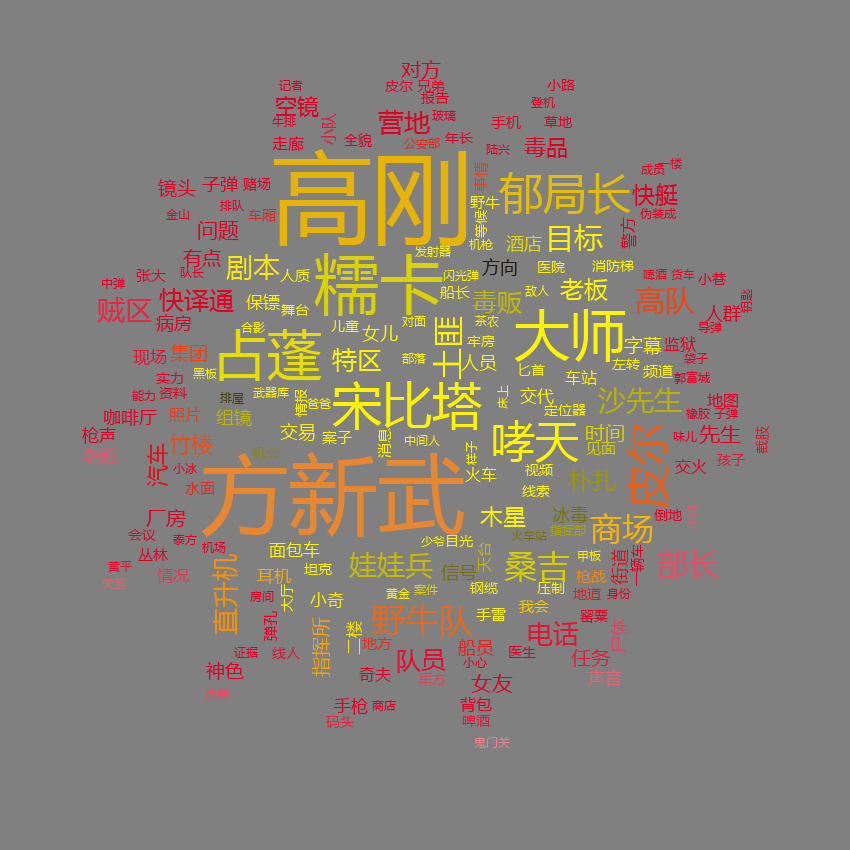 对方
记者
皮尔 兄弟
小路
空镜
报告
登机
营地
玻璃
牛排
小队
手机
草地
走廊
全貌
公安部
年长
陆兴
毒品
高刚
事情
成员
一楼
镜头
子弹
赌场
郁局长
快艇
排队
野牛
金山
车厢
等候
伪装成
问题
警方
机枪
酒店
目标
有点
发射器
剧本
人质
糯卡
方向
医院
消防梯
张大
队长
闪光弹
啤酒
货车
小巷
中弹
船长
敌人
老板
钥匙
贼区
快译通
保镖
舞台
毒贩
高队
人群
导弹
病房
合影
儿童
女儿
对面
茶农
大师
占蓬
土匪
牢房
字幕
监狱
现场
集团
特区
部落
人员
匕首
左转
频道
袋子
黑板
车站
郭富城
实力
能力
资料
排屋
武器库
情报
爸爸
宋比塔
床上
交代
定位器
沙先生
地图
咖啡厅
照片
组镜
橡胶
子弹
枪声
交易
案子
消息
中间人
样子
哮天
时间
见面
味儿
先生
截肢
竹楼
汽车
小冰
火车
视频
朴扎
皮尔
交火
孩子
水面
方新武
线索
厂房
木星
冰毒
商场
倒地
会议
泰方
机场
少爷
目光
火车站
指挥部
丛林
面包车
天台
甲板
街道
一辆车
部长
黄平
情况
直升机
耳机
坦克
娃娃兵
信号
桑吉
枪战
房间
大厅
黄金
案件
钢缆
压制
地道
身份
小奇
手雷
我会
罂粟
弹孔
指挥所
二楼
野牛队
电话
证据
线人
地方
船员
医生
小心
任务
神色
奇夫
队员
女友
声音
手枪
商店
背包
码头
啤酒
鬼门关